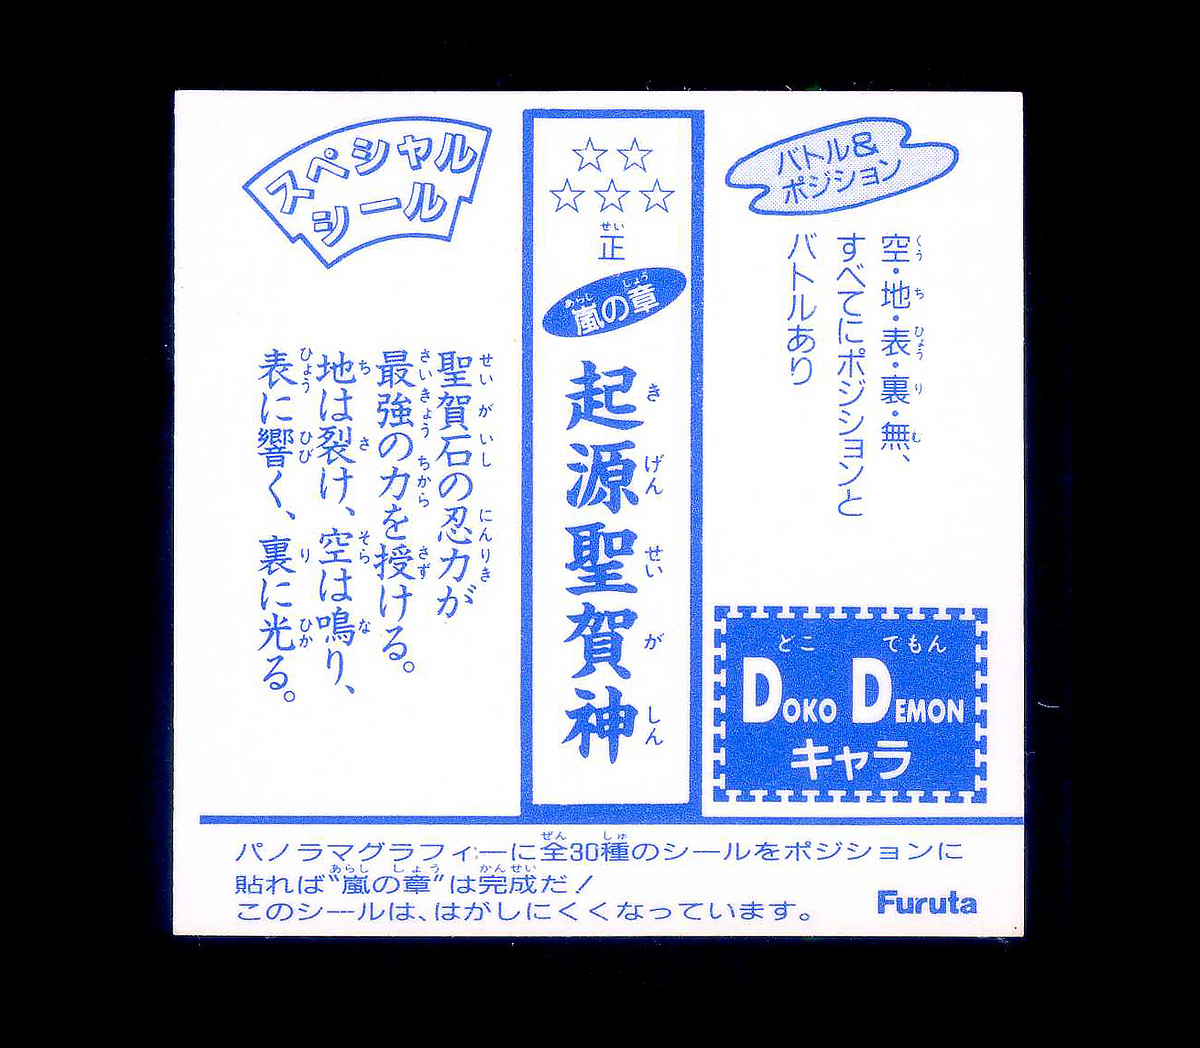 バトル&
ポジション
空・地・表・裏・無、
すべてにポジションと
バトルあり
DOKO DEMON
どこ でもん
キャラ
☆☆
☆☆☆
正
嵐の章
起源聖賀神
スペシャル
シール
聖賀石の忍力が
最強の力を授ける。
地は裂け、空は鳴り、
表に響く、裏に光る。
パノラマグラフィーに全30種のシールをポジションに
貼れば"嵐の章"は完成だ!
このシールは、はがしにくくなっています。
Furuta